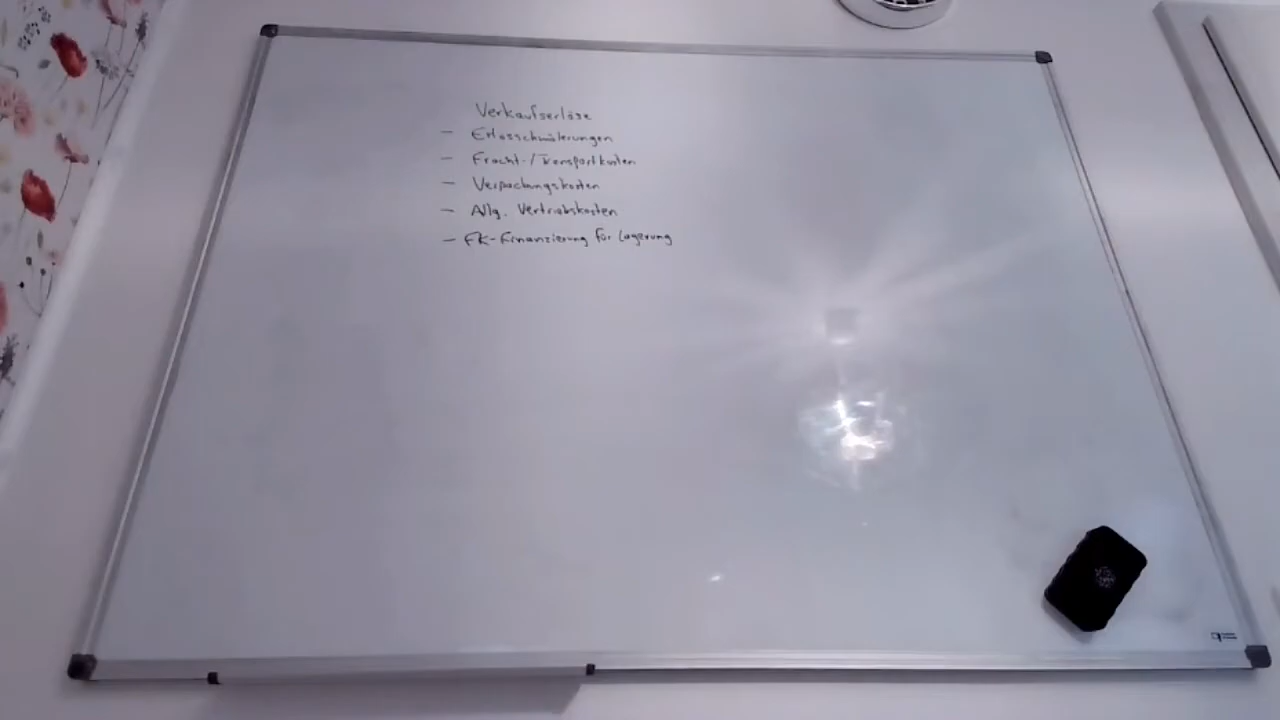 Verkaufserlöse
- Erlösschmälerungen
- Fracht-/Transportkosten
- Verpackungskosten
- Allg. Vertriebskosten
- FK-Finanzierung für Lagerung